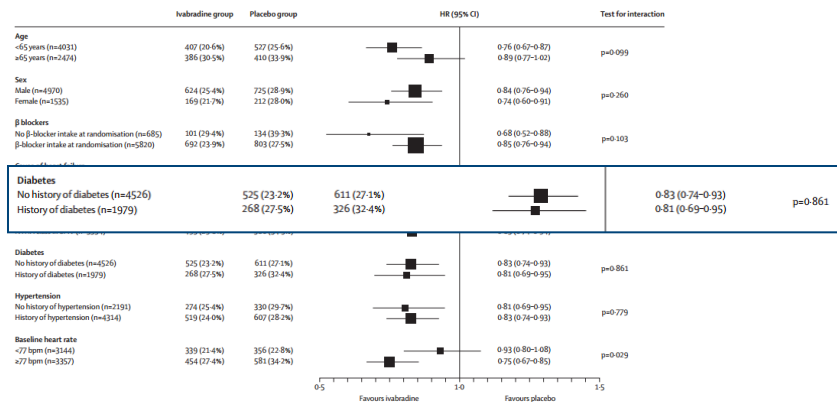 Ivabradine group Placebo group HR (95% CI) Test for interaction
Age
<65 years (n=4031) 407 (20·6%) 527 (25·6%) 0·76 (0·67–0·87)
p=0·099
≥65 years (n=2474) 386 (30·5%) 410 (33·9%) 0·89 (0·77–1·02)
Sex
Male (n=4970) 624 (25·4%) 725 (28·9%) 0·84 (0·76–0·94)
p=0·260
Female (n=1535) 169 (21·7%) 212 (28·0%) 0·74 (0·60–0·91)
β blockers
No β-blocker intake at randomisation (n=685) 101 (29·4%) 134 (39·3%) 0·68 (0·52–0·88)
p=0·103
β-blocker intake at randomisation (n=5820) 692 (23·9%) 803 (27·5%) 0·85 (0·76–0·94)
Diabetes
No history of diabetes (n=4526) 525 (23·2%) 611 (27·1%) 0·83 (0·74–0·93)
p=0·861
History of diabetes (n=1979) 268 (27·5%) 326 (32·4%) 0·81 (0·69–0·95)
Diabetes
No history of diabetes (n=4526) 525 (23·2%) 611 (27·1%) 0·83 (0·74–0·93)
p=0·861
History of diabetes (n=1979) 268 (27·5%) 326 (32·4%) 0·81 (0·69–0·95)
Hypertension
No history of hypertension (n=2191) 274 (25·4%) 330 (29·7%) 0·81 (0·69–0·95)
p=0·779
History of hypertension (n=4314) 519 (24·0%) 607 (28·2%) 0·83 (0·74–0·93)
Baseline heart rate
<77 bpm (n=3144) 339 (21·4%) 356 (22·8%) 0·93 (0·80–1·08)
p=0·029
≥77 bpm (n=3357) 454 (27·4%) 581 (34·2%) 0·75 (0·67–0·85)
0·5 1·0 1·5
Favours ivabradine Favours placebo